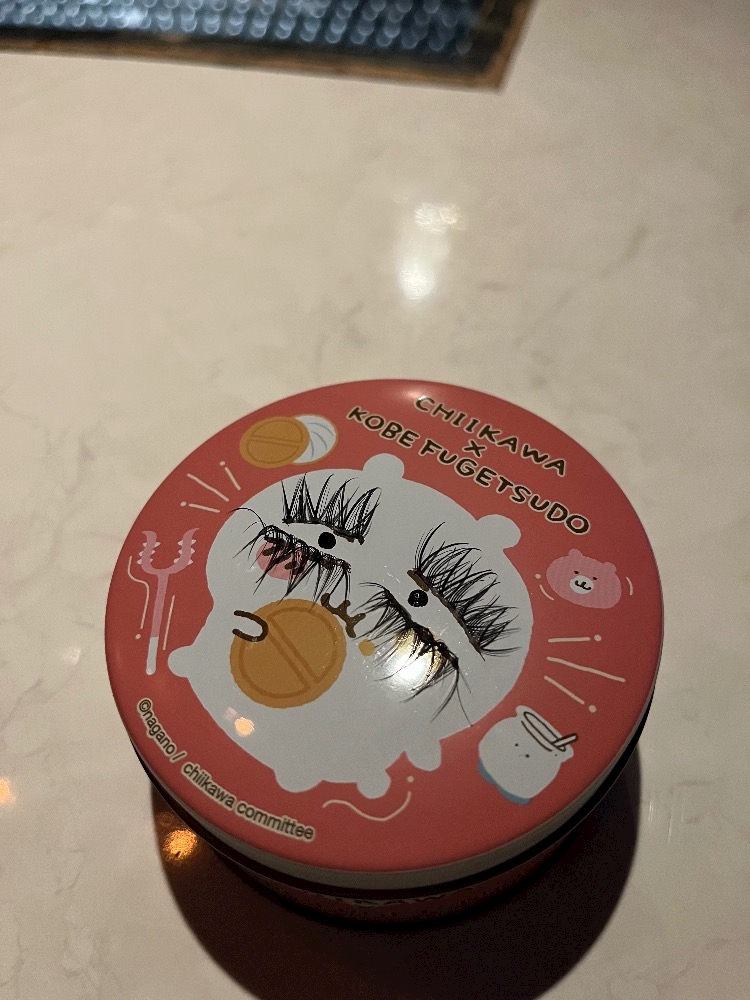 CHIIKAWA
×
KOBE FUGETSUDO
©nagano / chiikawa committee